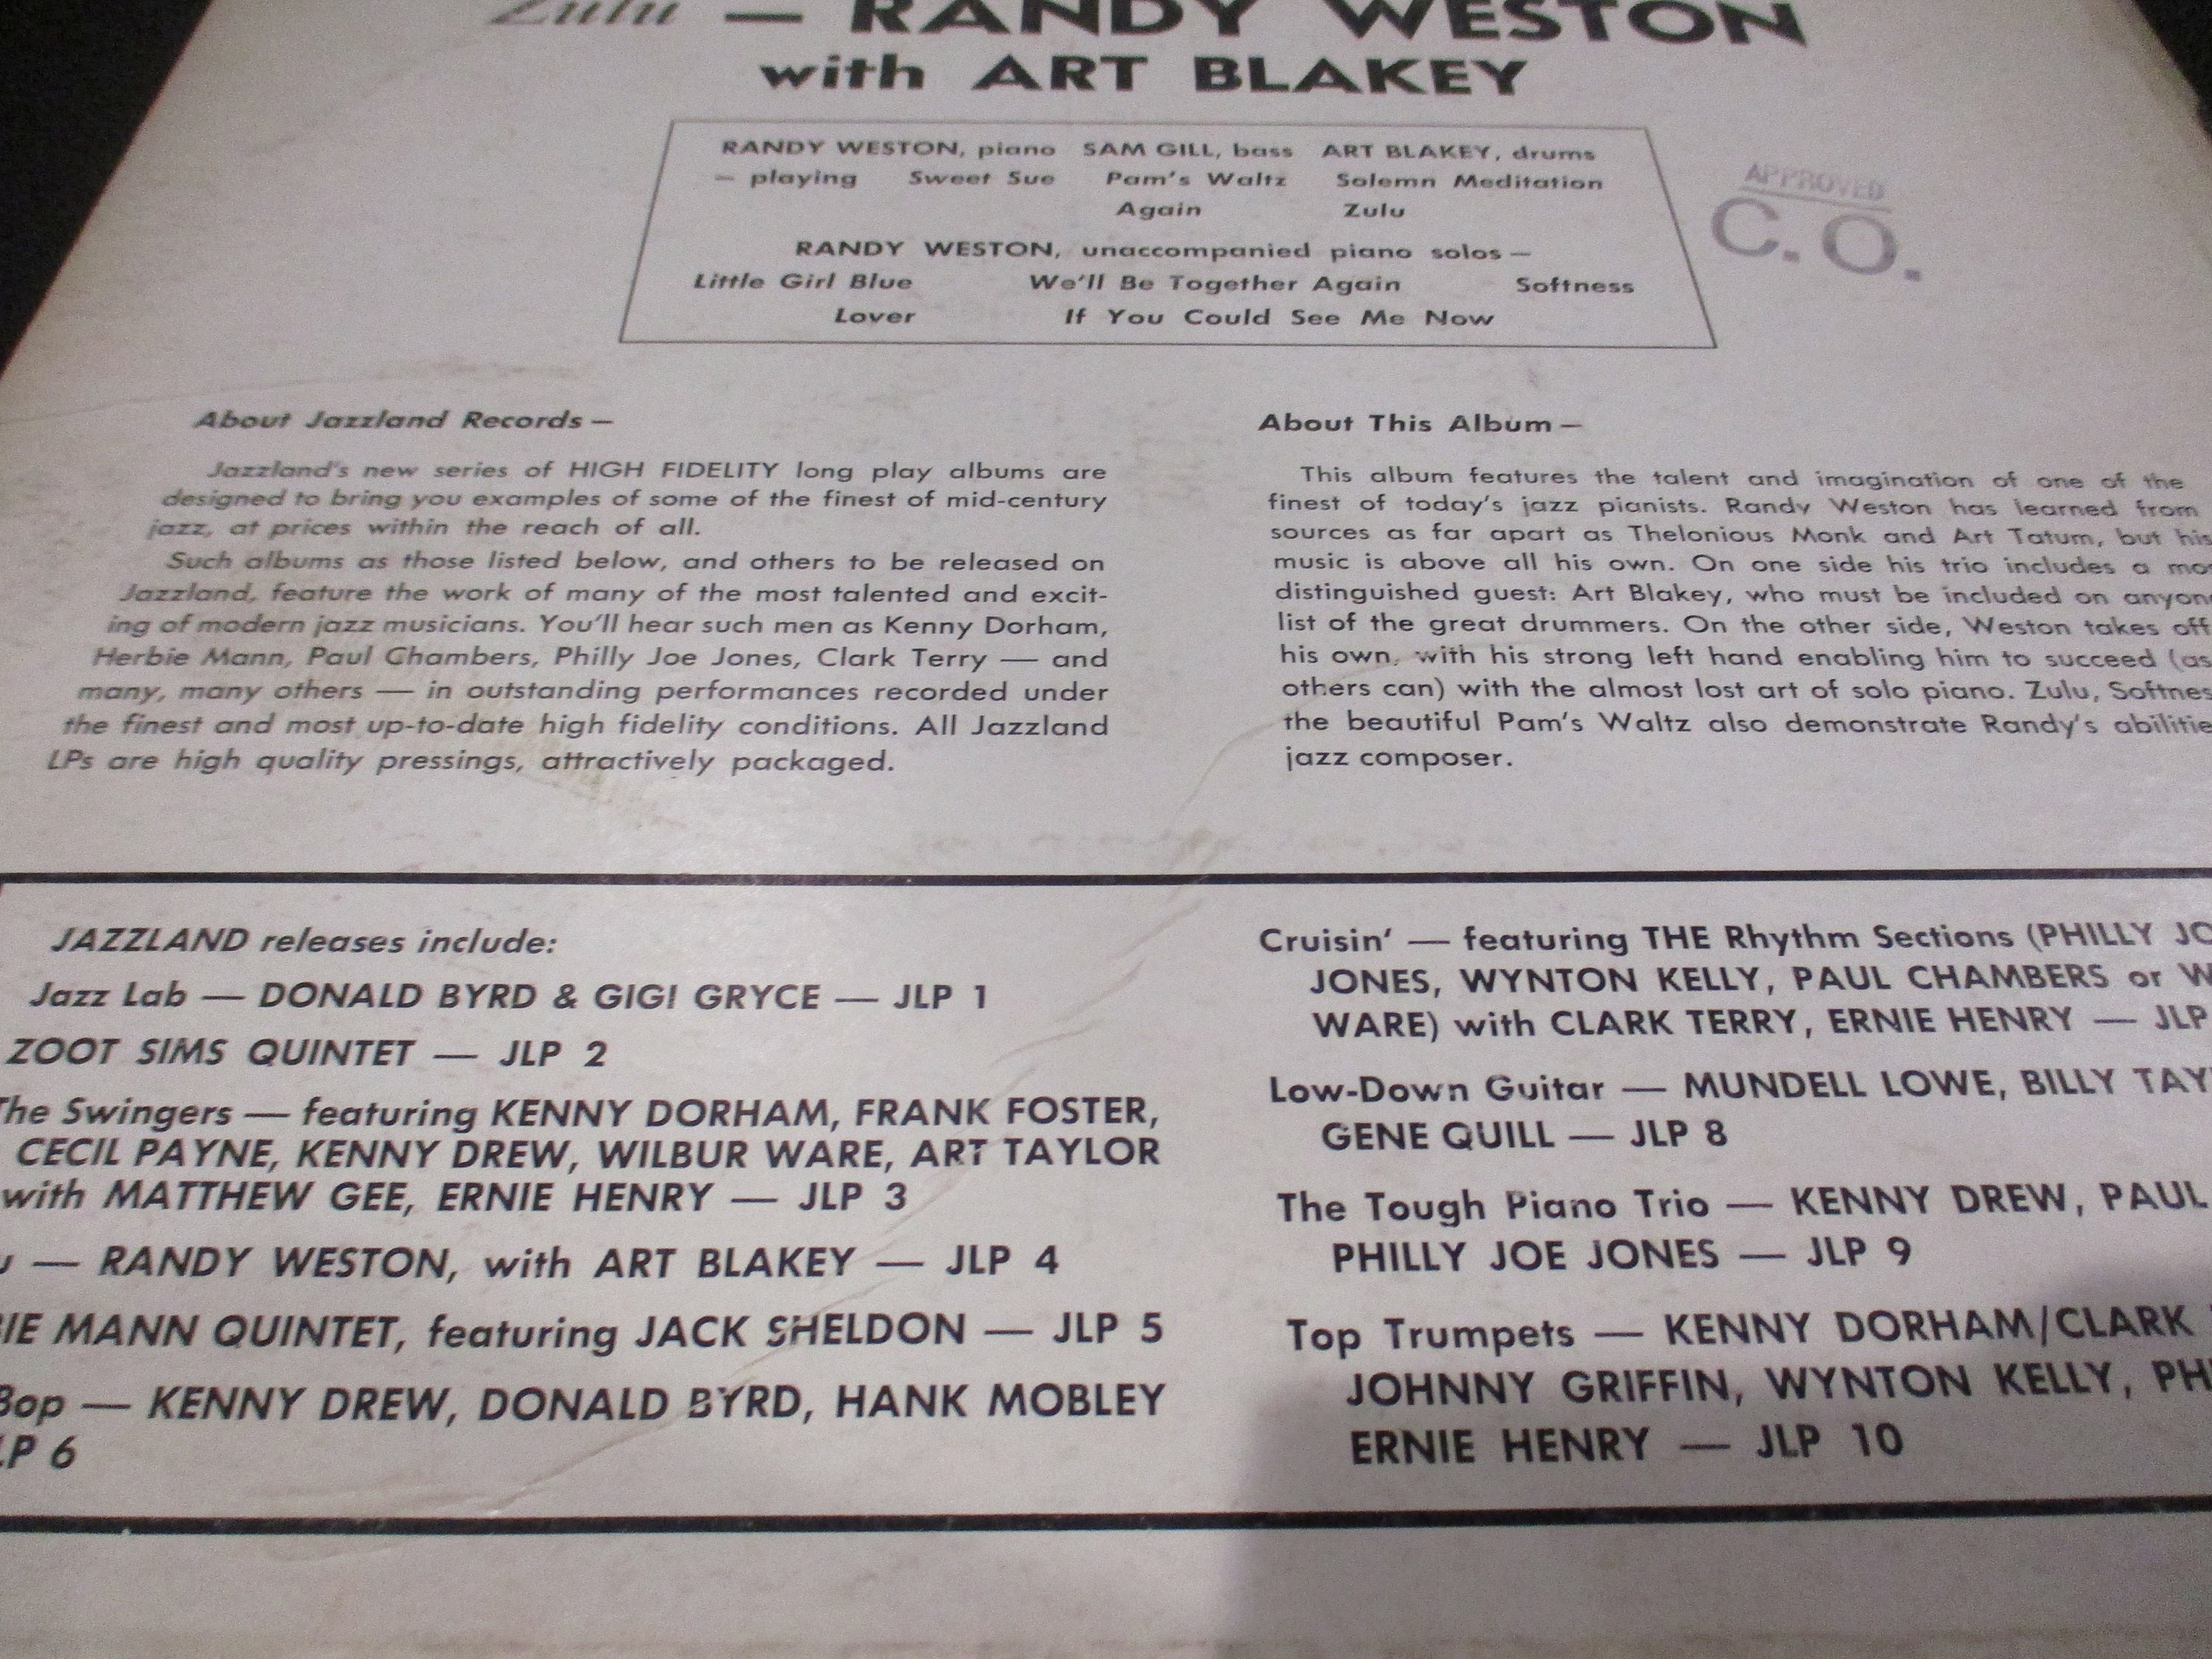 Zulu — RANDY WESTON
with ART BLAKEY
RANDY WESTON, piano SAM GILL, bass ART BLAKEY, drums
— playing Sweet Sue Pam's Waltz Solemn Meditation
Again Zulu
RANDY WESTON, unaccompanied piano solos —
Little Girl Blue We'll Be Together Again Softness
Lover If You Could See Me Now
APPROVED
C.O.
About Jazzland Records —
Jazzland's new series of HIGH FIDELITY long play albums are
designed to bring you examples of some of the finest of mid-century
jazz, at prices within the reach of all.
Such albums as those listed below, and others to be released on
Jazzland, feature the work of many of the most talented and excit-
ing of modern jazz musicians. You'll hear such men as Kenny Dorham,
Herbie Mann, Paul Chambers, Philly Joe Jones, Clark Terry — and
many, many others — in outstanding performances recorded under
the finest and most up-to-date high fidelity conditions. All Jazzland
LPs are high quality pressings, attractively packaged.
About This Album —
This album features the talent and imagination of one of the
finest of today's jazz pianists. Randy Weston has learned from
sources as far apart as Thelonious Monk and Art Tatum, but his
music is above all his own. On one side his trio includes a mo
distinguished guest: Art Blakey, who must be included on anyon
list of the great drummers. On the other side, Weston takes off
his own, with his strong left hand enabling him to succeed (as
others can) with the almost lost art of solo piano. Zulu, Softnes
the beautiful Pam's Waltz also demonstrate Randy's abilitie
jazz composer.
JAZZLAND releases include:
Jazz Lab — DONALD BYRD & GIGI GRYCE — JLP 1
ZOOT SIMS QUINTET — JLP 2
The Swingers — featuring KENNY DORHAM, FRANK FOSTER,
CECIL PAYNE, KENNY DREW, WILBUR WARE, ART TAYLOR
with MATTHEW GEE, ERNIE HENRY — JLP 3
u — RANDY WESTON, with ART BLAKEY — JLP 4
IE MANN QUINTET, featuring JACK SHELDON — JLP 5
Bop — KENNY DREW, DONALD BYRD, HANK MOBLEY
LP 6
Cruisin' — featuring THE Rhythm Sections (PHILLY JO
JONES, WYNTON KELLY, PAUL CHAMBERS or W
WARE) with CLARK TERRY, ERNIE HENRY — JLP
Low-Down Guitar — MUNDELL LOWE, BILLY TAY
GENE QUILL — JLP 8
The Tough Piano Trio — KENNY DREW, PAUL
PHILLY JOE JONES — JLP 9
Top Trumpets — KENNY DORHAM/CLARK
JOHNNY GRIFFIN, WYNTON KELLY, PH
ERNIE HENRY — JLP 10